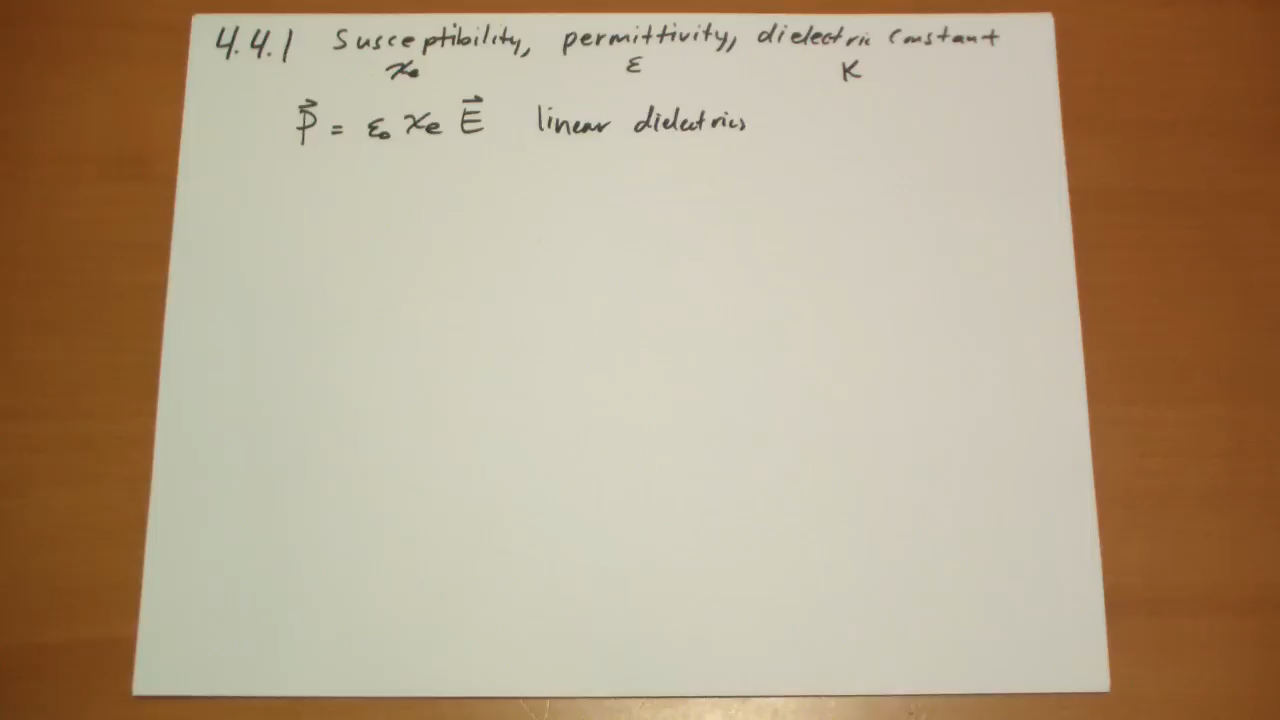 4.4.1 Susceptibility, permittivity, dielectric constant
χₑ ε K
P⃗ = ε₀ χₑ E⃗ linear dielectrics